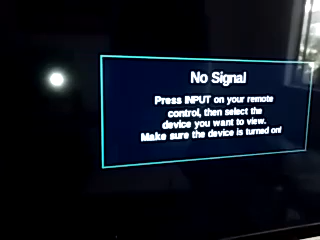 No Signal
Press INPUT on your remote
control, then select the
device you want to view.
Make sure the device is turned on!